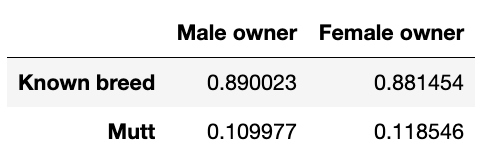 Male owner Female owner
Known breed 0.890023 0.881454
Mutt 0.109977 0.118546